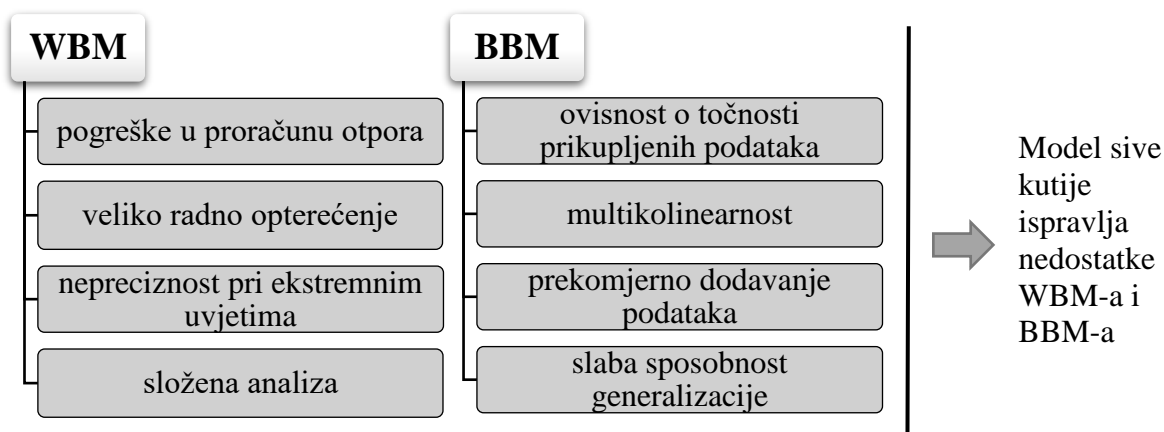 WBM
pogreške u proračunu otpora
veliko radno opterećenje
nepreciznost pri ekstremnim
uvjetima
složena analiza
BBM
ovisnost o točnosti
prikupljenih podataka
multikolinearnost
prekomjerno dodavanje
podataka
slaba sposobnost
generalizacije
Model sive
kutije
ispravlja
nedostatke
WBM-a i
BBM-a